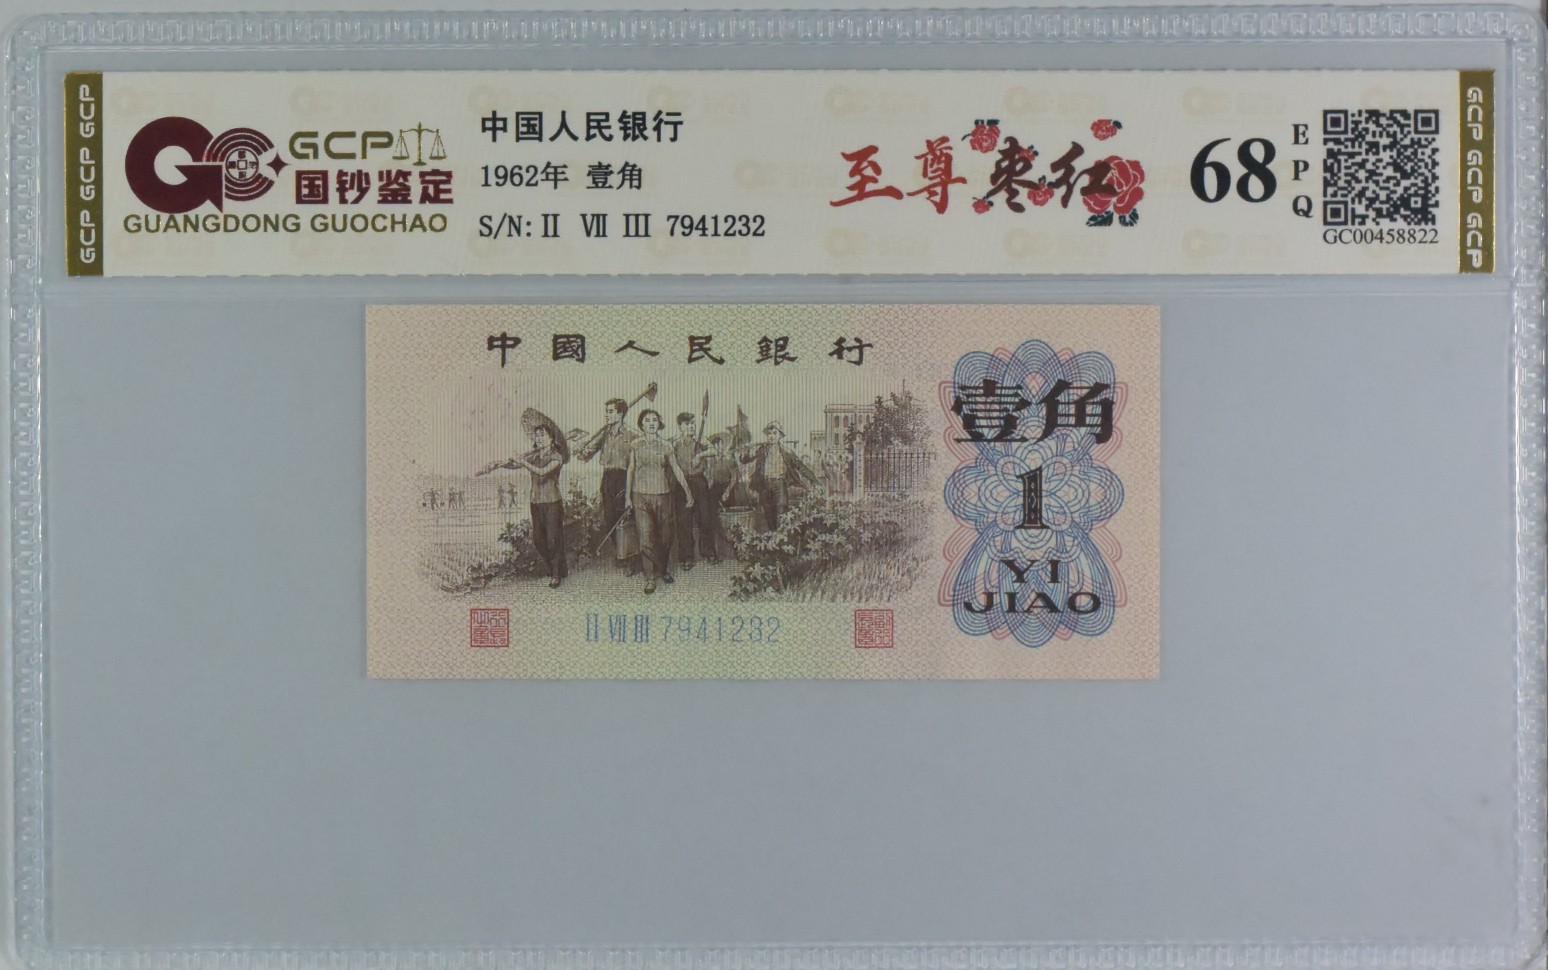 GCP GCP GCP
GCP
国钞鉴定
GUANGDONG GUOCHAO
中国人民银行
1962年 壹角
S/N: II VII III 7941232
至尊枣红
68
EPQ
GC00458822
GCP GCP GCP
中國人民銀行
壹角
1
YI
JIAO
II VII III 7941232